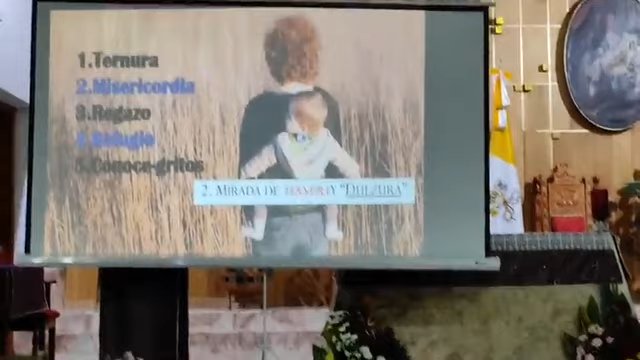 1.Ternura
2.Misericordia
3.Regazo
4.Refugio
5.Conoce-gritos
2. MIRADA DE TERNURA Y "DULZURA"